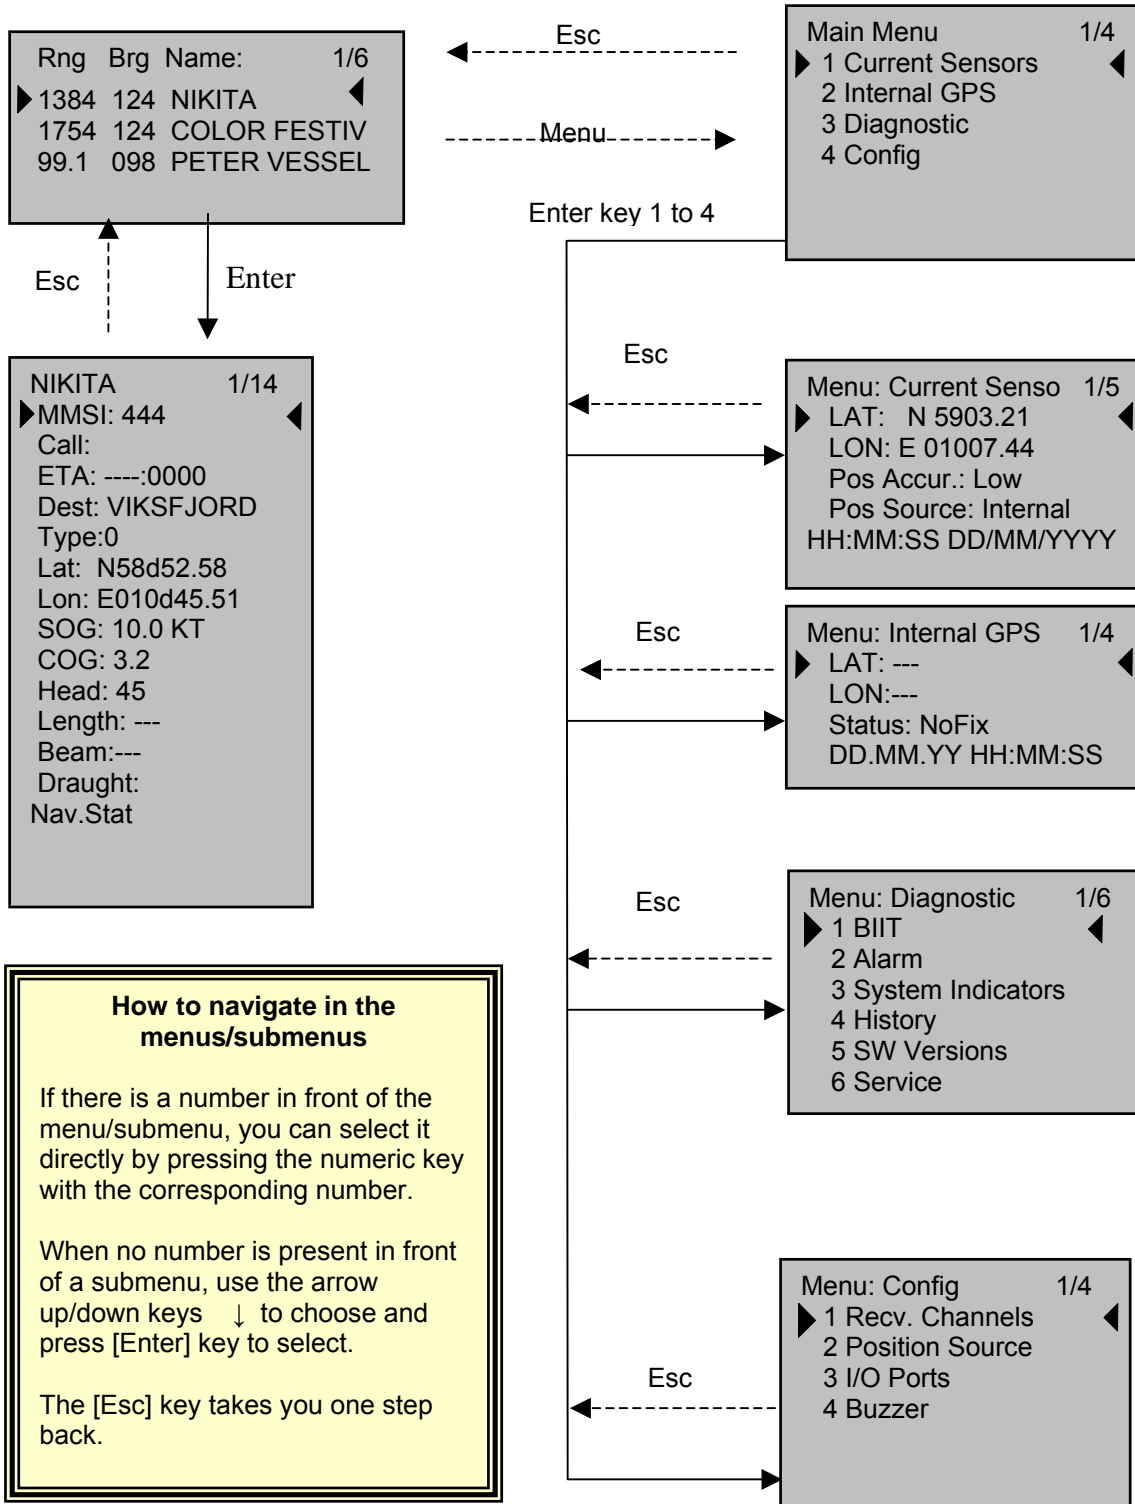 Rng Brg Name: 1/6
1384 124 NIKITA
1754 124 COLOR FESTIV
99.1 098 PETER VESSEL
Esc
Menu
Main Menu 1/4
1 Current Sensors
2 Internal GPS
3 Diagnostic
4 Config
Enter key 1 to 4
Esc
Enter
NIKITA 1/14
MMSI: 444
Call:
ETA: ----:0000
Dest: VIKSFJORD
Type:0
Lat: N58d52.58
Lon: E010d45.51
SOG: 10.0 KT
COG: 3.2
Head: 45
Length: ---
Beam:---
Draught:
Nav.Stat
Esc
Menu: Current Senso 1/5
LAT: N 5903.21
LON: E 01007.44
Pos Accur.: Low
Pos Source: Internal
HH:MM:SS DD/MM/YYYY
Esc
Menu: Internal GPS 1/4
LAT: ---
LON:---
Status: NoFix
DD.MM.YY HH:MM:SS
Esc
Menu: Diagnostic 1/6
1 BIIT
2 Alarm
3 System Indicators
4 History
5 SW Versions
6 Service
How to navigate in the
menus/submenus
If there is a number in front of the
menu/submenu, you can select it
directly by pressing the numeric key
with the corresponding number.
When no number is present in front
of a submenu, use the arrow
up/down keys ↓ to choose and
press [Enter] key to select.
The [Esc] key takes you one step
back.
Esc
Menu: Config 1/4
1 Recv. Channels
2 Position Source
3 I/O Ports
4 Buzzer